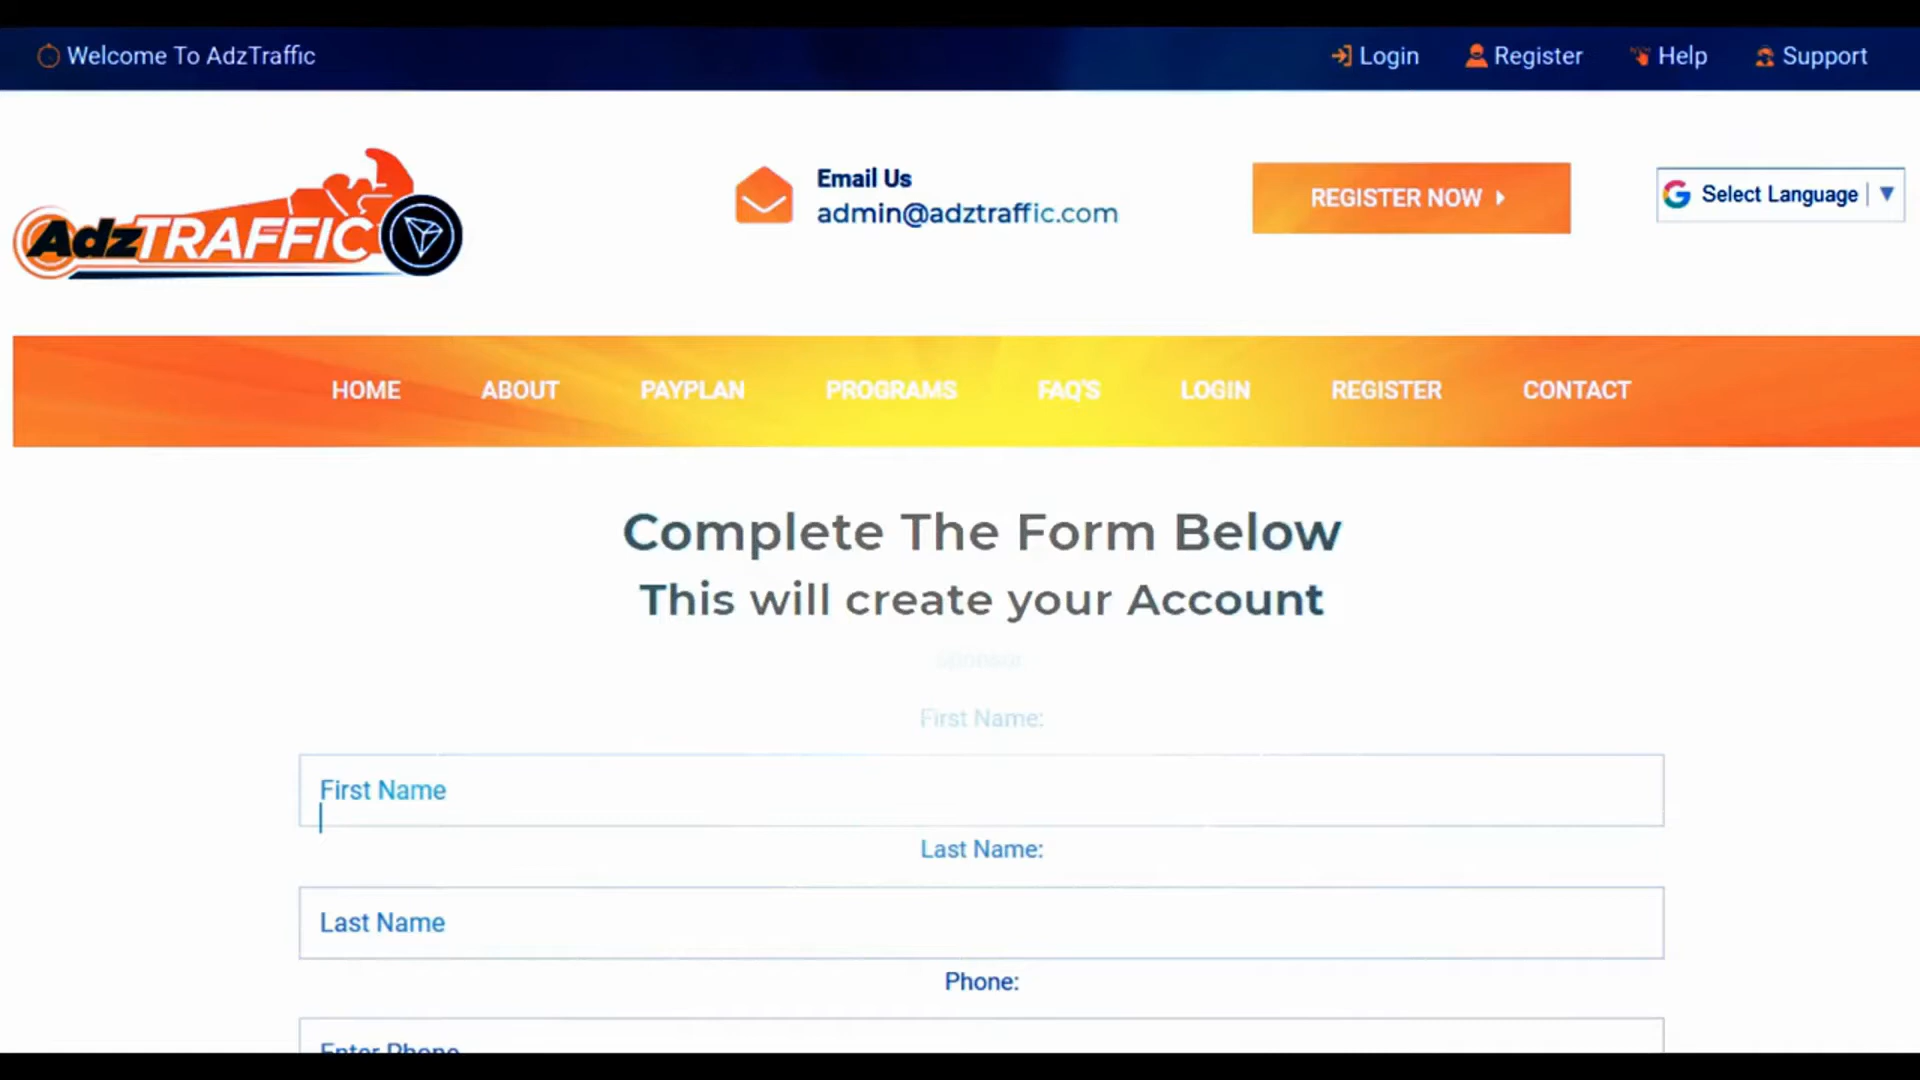 Welcome To AdzTraffic
Login
Register
Help
Support
AdzTRAFFIC
Email Us
admin@adztraffic.com
REGISTER NOW
Select Language
HOME
ABOUT
PAYPLAN
PROGRAMS
FAQ'S
LOGIN
REGISTER
CONTACT
Complete The Form Below
This will create your Account
First Name:
First Name
Last Name:
Last Name
Phone:
Enter Phone